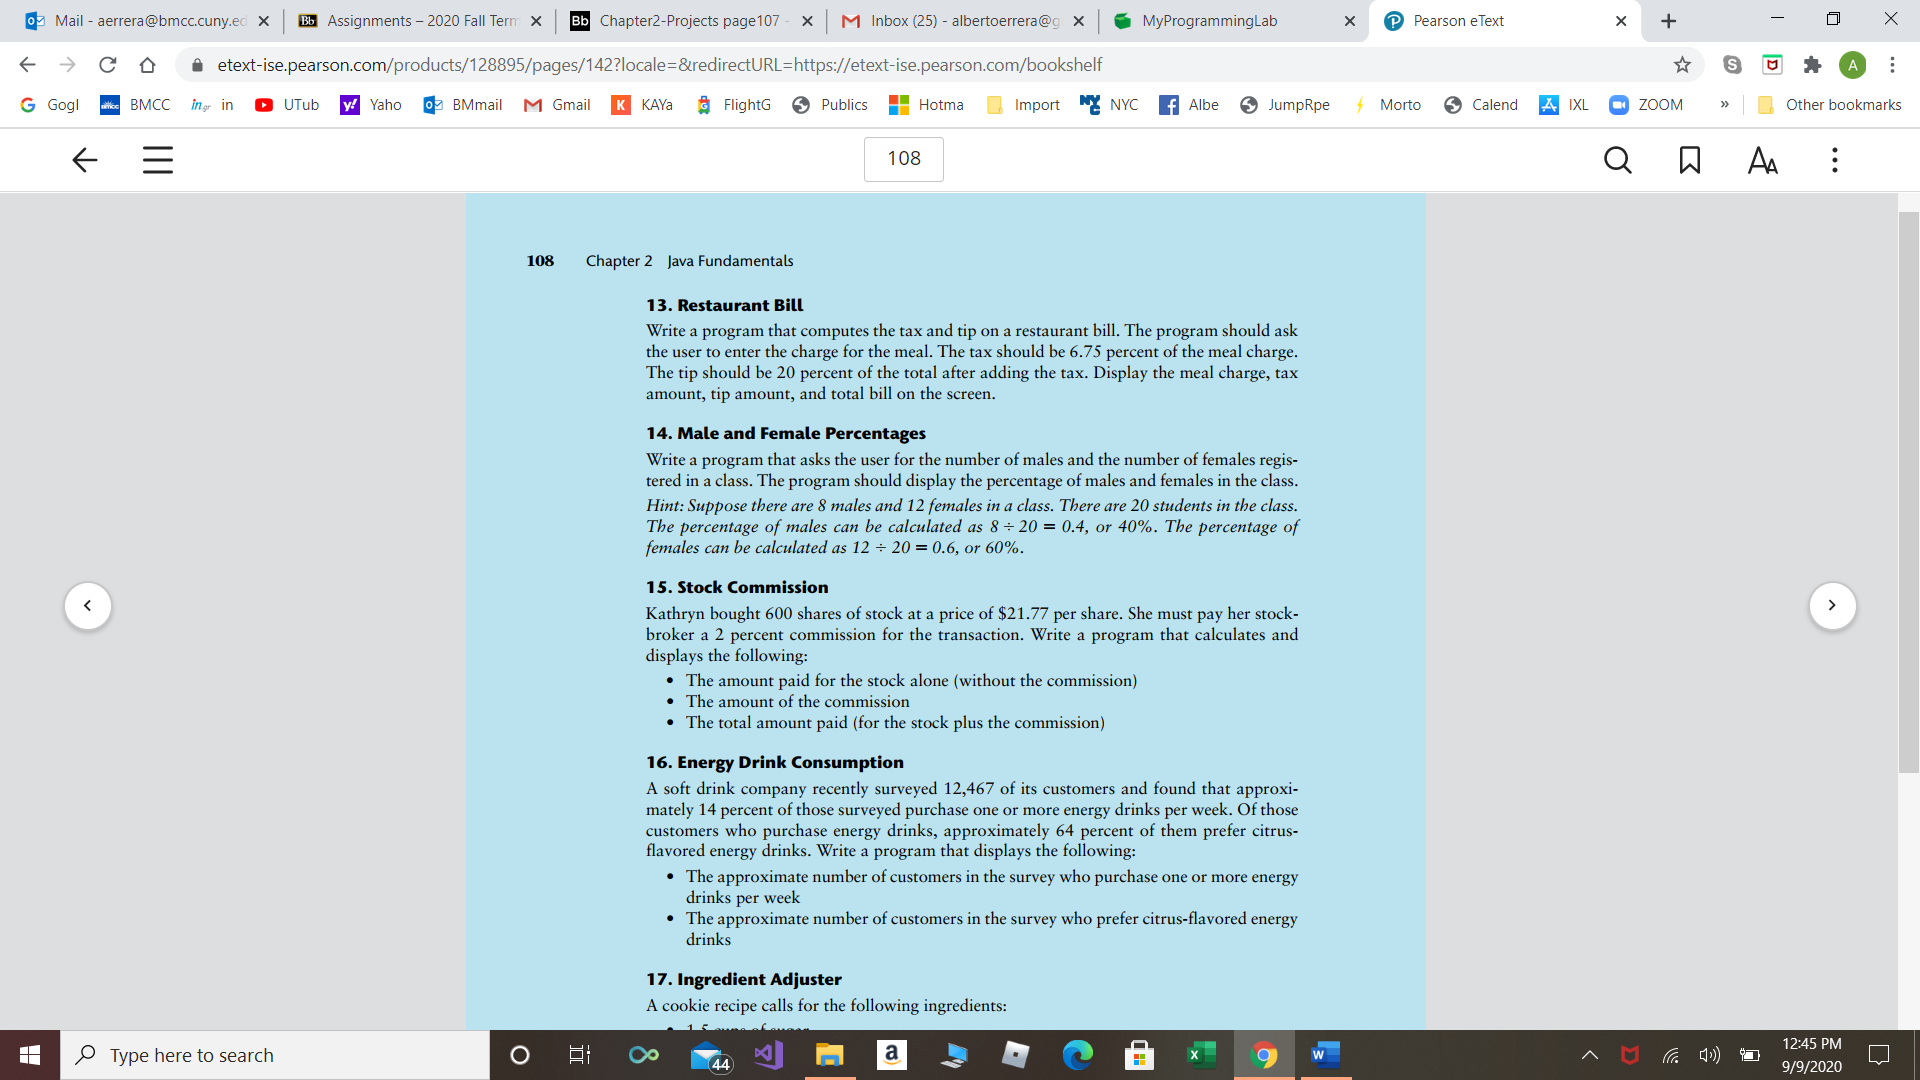 Mail - aerrera@bmcc.cuny.ed
Assignments – 2020 Fall Term
Bb Chapter2-Projects page107 -
Inbox (25) - albertoerrera@g
MyProgrammingLab
Pearson eText
etext-ise.pearson.com/products/128895/pages/142?locale=&redirectURL=https://etext-ise.pearson.com/bookshelf
A
Gogl BMCC in UTub Yaho BMmail Gmail KAYa FlightG Publics Hotma Import NYC Albe JumpRpe Morto Calend IXL ZOOM » Other bookmarks
108
108 Chapter 2 Java Fundamentals
13. Restaurant Bill
Write a program that computes the tax and tip on a restaurant bill. The program should ask
the user to enter the charge for the meal. The tax should be 6.75 percent of the meal charge.
The tip should be 20 percent of the total after adding the tax. Display the meal charge, tax
amount, tip amount, and total bill on the screen.
14. Male and Female Percentages
Write a program that asks the user for the number of males and the number of females regis-
tered in a class. The program should display the percentage of males and females in the class.
Hint: Suppose there are 8 males and 12 females in a class. There are 20 students in the class.
The percentage of males can be calculated as 8 ÷ 20 = 0.4, or 40%. The percentage of
females can be calculated as 12 ÷ 20 = 0.6, or 60%.
15. Stock Commission
Kathryn bought 600 shares of stock at a price of $21.77 per share. She must pay her stock-
broker a 2 percent commission for the transaction. Write a program that calculates and
displays the following:
• The amount paid for the stock alone (without the commission)
• The amount of the commission
• The total amount paid (for the stock plus the commission)
16. Energy Drink Consumption
A soft drink company recently surveyed 12,467 of its customers and found that approxi-
mately 14 percent of those surveyed purchase one or more energy drinks per week. Of those
customers who purchase energy drinks, approximately 64 percent of them prefer citrus-
flavored energy drinks. Write a program that displays the following:
• The approximate number of customers in the survey who purchase one or more energy
drinks per week
• The approximate number of customers in the survey who prefer citrus-flavored energy
drinks
17. Ingredient Adjuster
A cookie recipe calls for the following ingredients:
• 1.5 cups of sugar
Type here to search
44
12:45 PM
9/9/2020